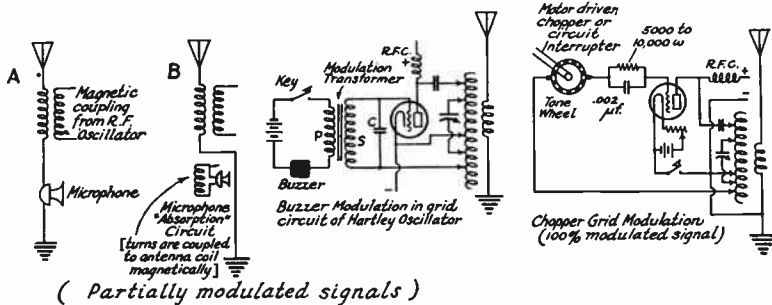 A
Magnetic
coupling
from R.F.
Oscillator
Microphone
B
Microphone
"Absorption"
Circuit
[turns are coupled
to antenna coil
magnetically]
( Partially modulated signals )
Key
Modulation
Transformer
R.F.C.
+
P
S
C
Buzzer
-
Buzzer Modulation in grid
circuit of Hartley Oscillator
Motor driven
chopper or
circuit
interrupter
5000 to
10,000 ω
R.F.C.
+
-
Tone
Wheel
.002
μf.
Chopper Grid Modulation
(100% modulated signal)